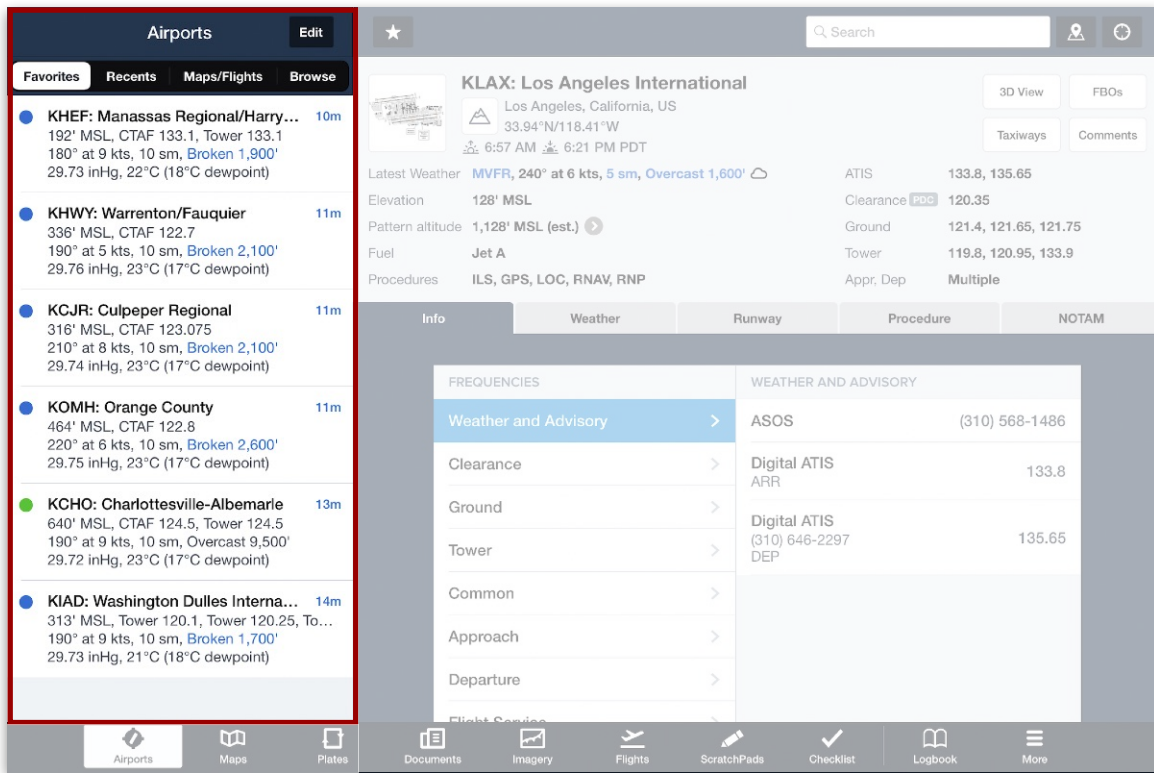 Airports
Edit
Favorites Recents Maps/Flights Browse
KHEF: Manassas Regional/Harry... 10m
192' MSL, CTAF 133.1, Tower 133.1
180° at 9 kts, 10 sm, Broken 1,900'
29.73 inHg, 22°C (18°C dewpoint)
KHWY: Warrenton/Fauquier 11m
336' MSL, CTAF 122.7
190° at 5 kts, 10 sm, Broken 2,100'
29.76 inHg, 23°C (17°C dewpoint)
KCJR: Culpeper Regional 11m
316' MSL, CTAF 123.075
210° at 8 kts, 10 sm, Broken 2,100'
29.74 inHg, 23°C (17°C dewpoint)
KOMH: Orange County 11m
464' MSL, CTAF 122.8
220° at 6 kts, 10 sm, Broken 2,600'
29.75 inHg, 23°C (17°C dewpoint)
KCHO: Charlottesville-Albemarle 13m
640' MSL, CTAF 124.5, Tower 124.5
190° at 9 kts, 10 sm, Overcast 9,500'
29.72 inHg, 23°C (17°C dewpoint)
KIAD: Washington Dulles Interna... 14m
313' MSL, Tower 120.1, Tower 120.25, To...
190° at 9 kts, 10 sm, Broken 1,700'
29.73 inHg, 21°C (18°C dewpoint)
Search
KLAX: Los Angeles International
Los Angeles, California, US
33.94°N/118.41°W
6:57 AM 6:21 PM PDT
3D View FBOs
Taxiways Comments
Latest Weather MVFR, 240° at 6 kts, 5 sm, Overcast 1,600'
Elevation 128' MSL
Pattern altitude 1,128' MSL (est.)
Fuel Jet A
Procedures ILS, GPS, LOC, RNAV, RNP
ATIS 133.8, 135.65
Clearance PDC 120.35
Ground 121.4, 121.65, 121.75
Tower 119.8, 120.95, 133.9
Appr, Dep Multiple
Info Weather Runway Procedure NOTAM
FREQUENCIES
Weather and Advisory
Clearance
Ground
Tower
Common
Approach
Departure
Flight Service
WEATHER AND ADVISORY
ASOS (310) 568-1486
Digital ATIS 133.8
ARR
Digital ATIS
(310) 646-2297 135.65
DEP
Airports Maps Plates Documents Imagery Flights ScratchPads Checklist Logbook More